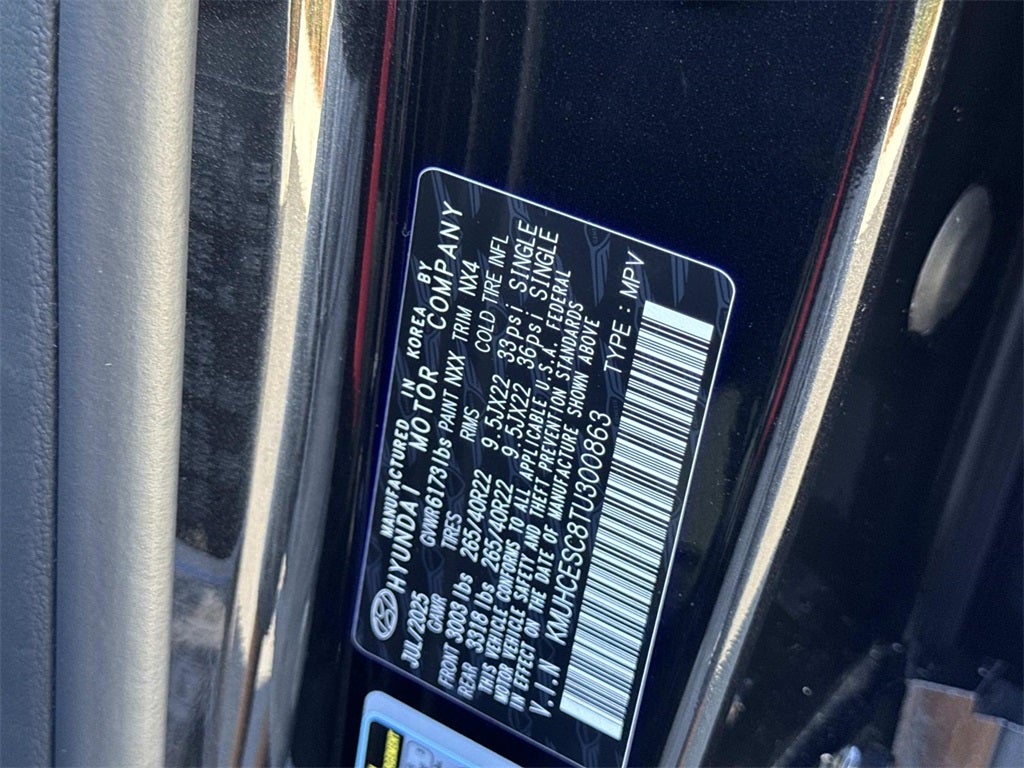 MANUFACTURED IN KOREA BY
HYUNDAI MOTOR COMPANY
JUL/2025 GVWR6173lbs PAINT NXX TRIM NX4
GAWR TIRES RIMS COLD TIRE INFL
FRONT 3003 lbs 265/40R22 9.5JX22 33psi SINGLE
REAR 3318 lbs 265/40R22 9.5JX22 36psi SINGLE
THIS VEHICLE CONFORMS TO ALL APPLICABLE U.S.A. FEDERAL
MOTOR VEHICLE SAFETY AND THEFT PREVENTION STANDARDS
IN EFFECT ON THE DATE OF MANUFACTURE SHOWN ABOVE
V.I.N KMUHCESC8TU300863 TYPE : MPV